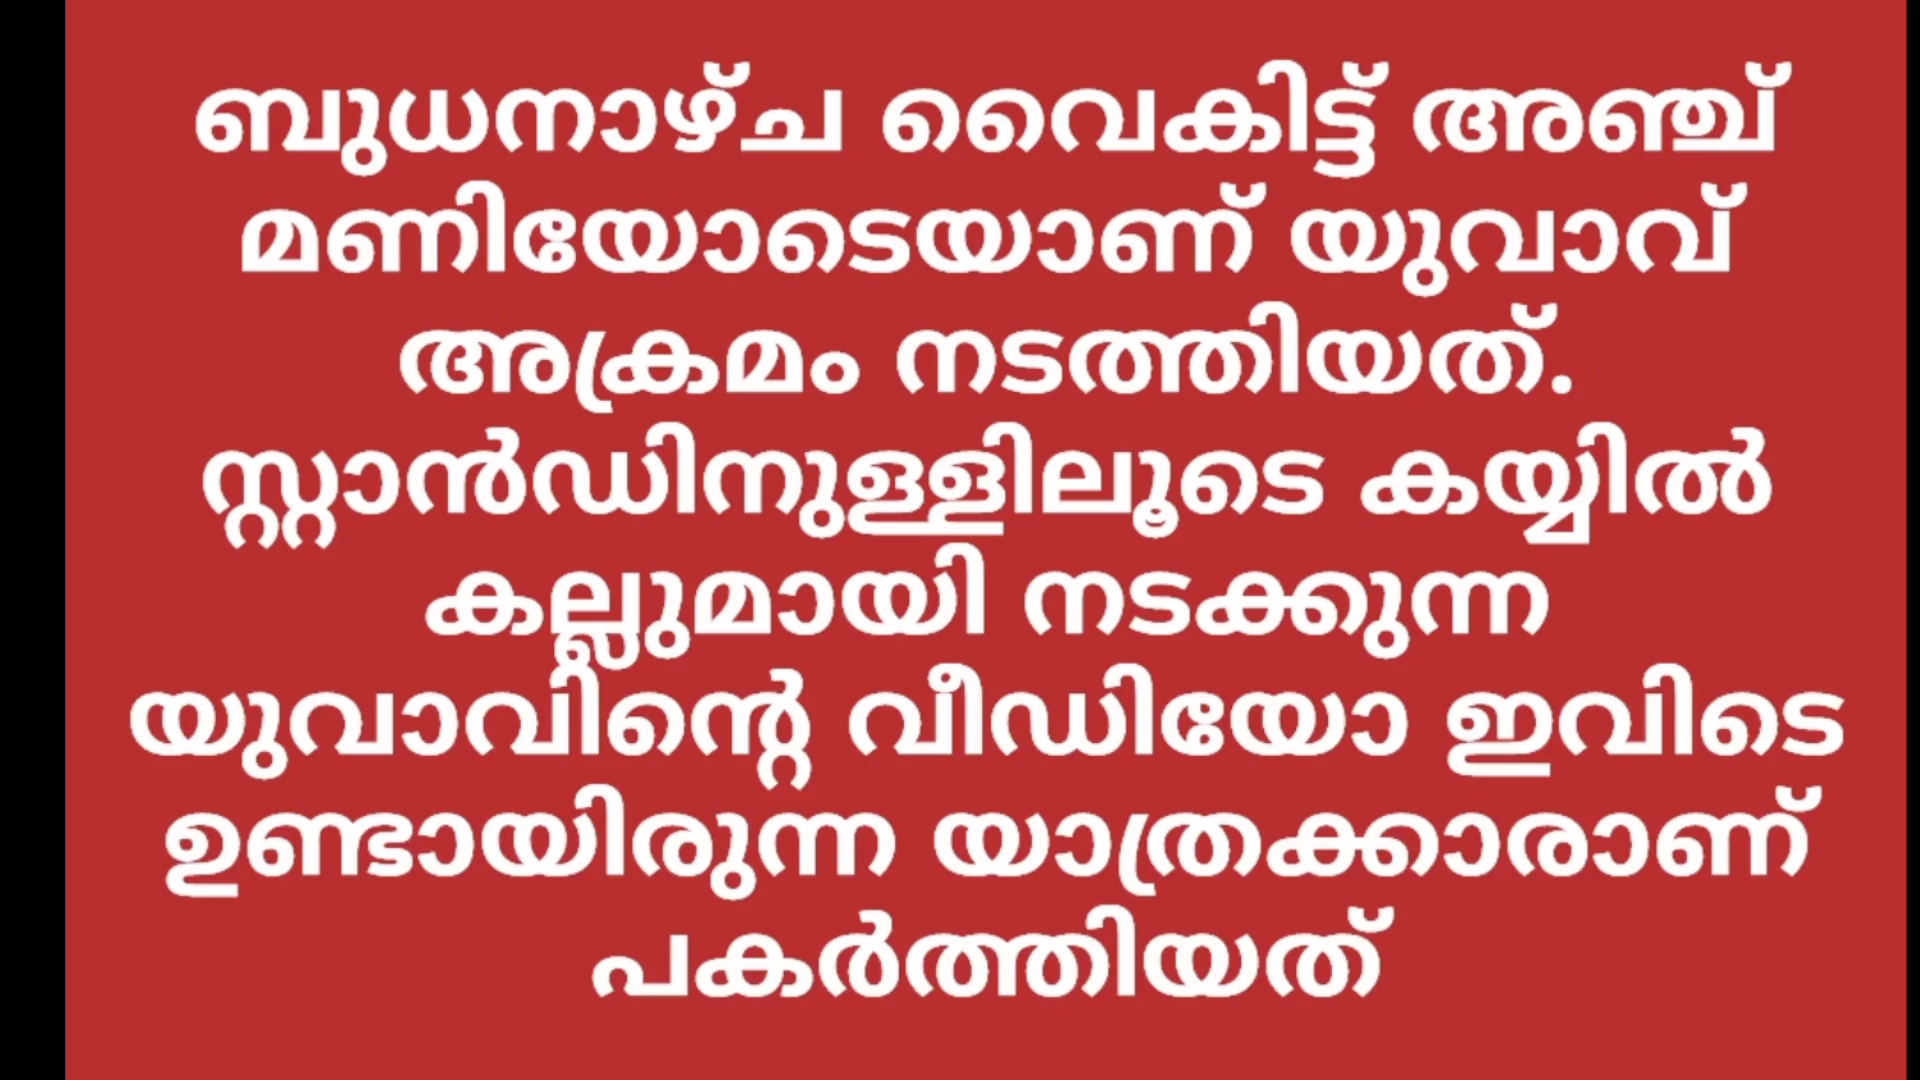 ബുധനാഴ്ച വൈകിട്ട് അഞ്ച്
മണിയോടെയാണ് യുവാവ്
അക്രമം നടത്തിയത്.
സ്റ്റാൻഡിനുള്ളിലൂടെ കയ്യിൽ
കല്ലുമായി നടക്കുന്ന
യുവാവിന്റെ വീഡിയോ ഇവിടെ
ഉണ്ടായിരുന്ന യാത്രക്കാരാണ്
പകർത്തിയത്